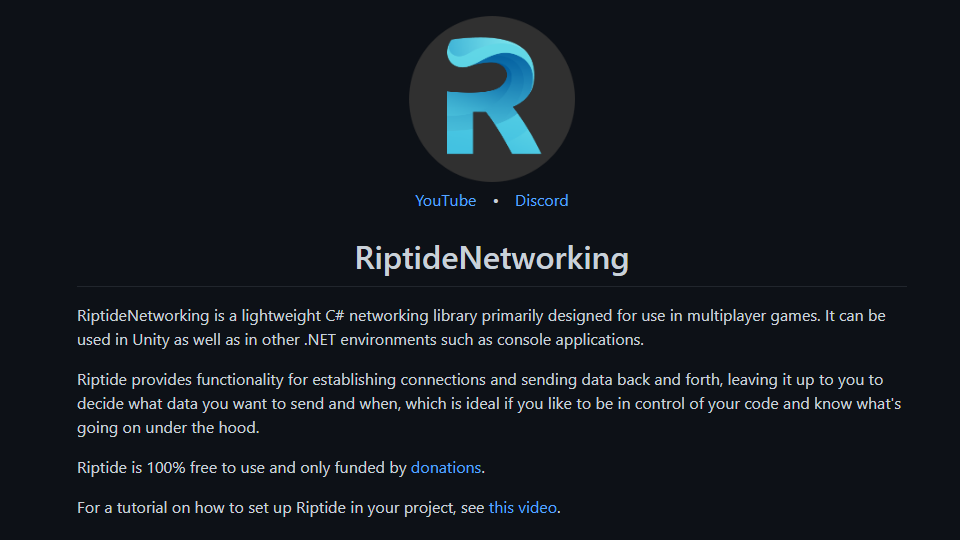 R
YouTube • Discord
RiptideNetworking
RiptideNetworking is a lightweight C# networking library primarily designed for use in multiplayer games. It can be
used in Unity as well as in other .NET environments such as console applications.
Riptide provides functionality for establishing connections and sending data back and forth, leaving it up to you to
decide what data you want to send and when, which is ideal if you like to be in control of your code and know what's
going on under the hood.
Riptide is 100% free to use and only funded by donations.
For a tutorial on how to set up Riptide in your project, see this video.